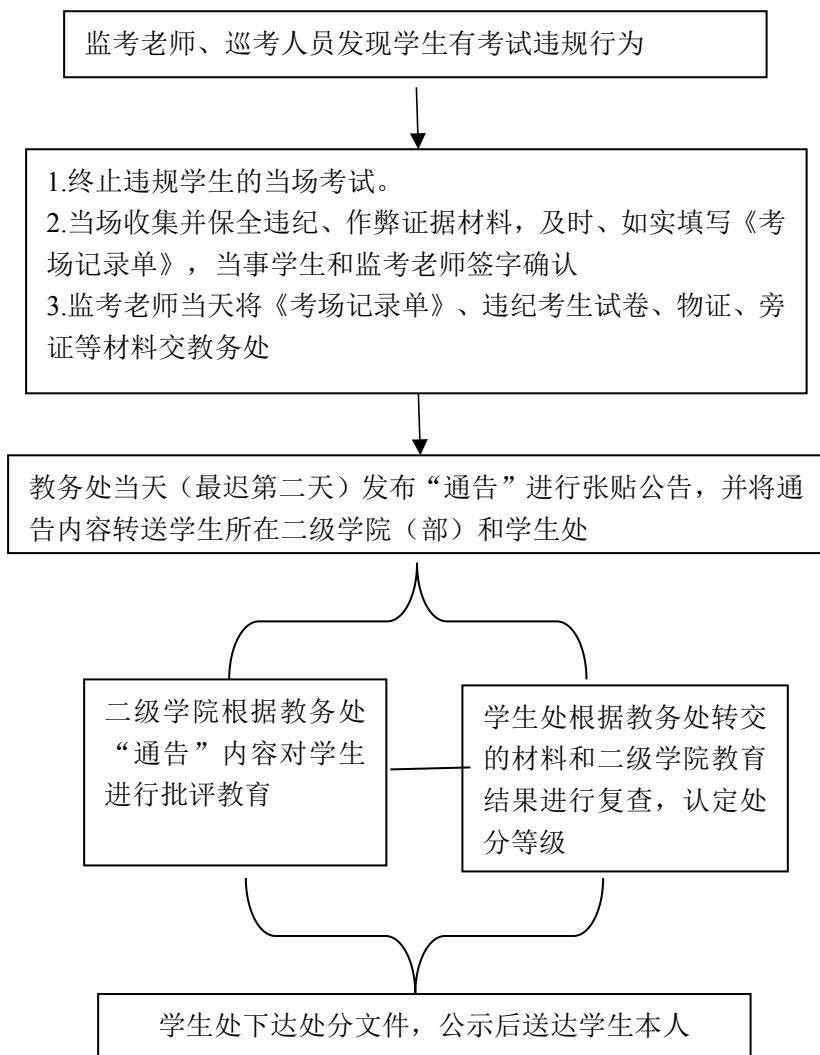 监考老师、巡考人员发现学生有考试违规行为
1.终止违规学生的当场考试。
2.当场收集并保全违纪、作弊证据材料，及时、如实填写《考
场记录单》，当事学生和监考老师签字确认
3.监考老师当天将《考场记录单》、违纪考生试卷、物证、旁
证等材料交教务处
教务处当天（最迟第二天）发布“通告”进行张贴公告，并将通
告内容转送学生所在二级学院（部）和学生处
二级学院根据教务处
“通告”内容对学生
进行批评教育
学生处根据教务处转交
的材料和二级学院教育
结果进行复查，认定处
分等级
学生处下达处分文件，公示后送达学生本人